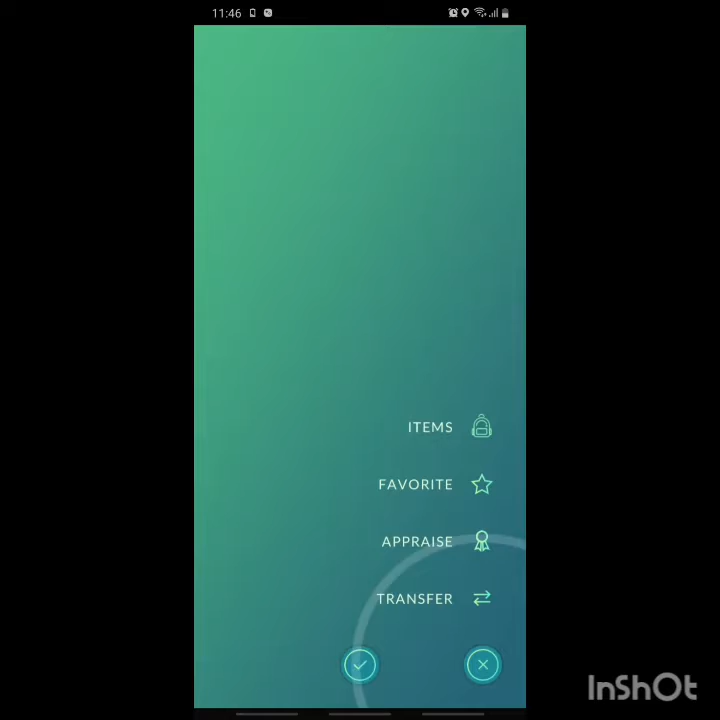 11:46
ITEMS
FAVORITE
APPRAISE
TRANSFER
InShOt